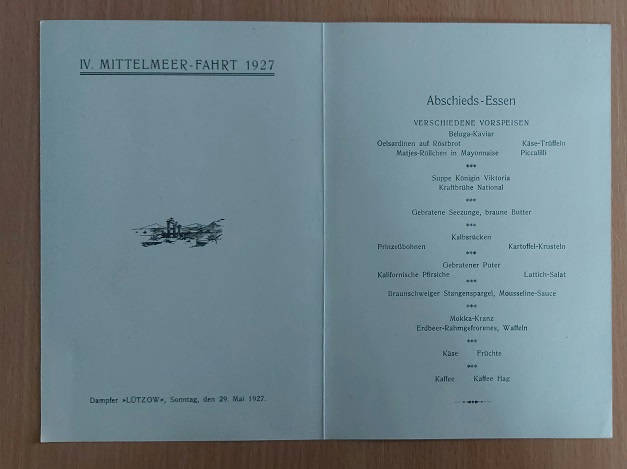 IV. MITTELMEER-FAHRT 1927
Dampfer »LÜTZOW«, Sonntag, den 29. Mai 1927.
Abschieds-Essen
VERSCHIEDENE VORSPEISEN
Beluga-Kaviar
Oelsardinen auf Röstbrot Käse-Trüffeln
Matjes-Röllchen in Mayonnaise Piccalilli
***
Suppe Königin Viktoria
Kraftbrühe National
***
Gebratene Seezunge, braune Butter
***
Kalbsrücken
Prinzeßbohnen Kartoffel-Krusteln
***
Gebratener Puter
Kalifornische Pfirsiche Lattich-Salat
***
Braunschweiger Stangenspargel, Mousseline-Sauce
***
Mokka-Kranz
Erdbeer-Rahmgefrorenes, Waffeln
***
Käse Früchte
***
Kaffee Kaffee Hag